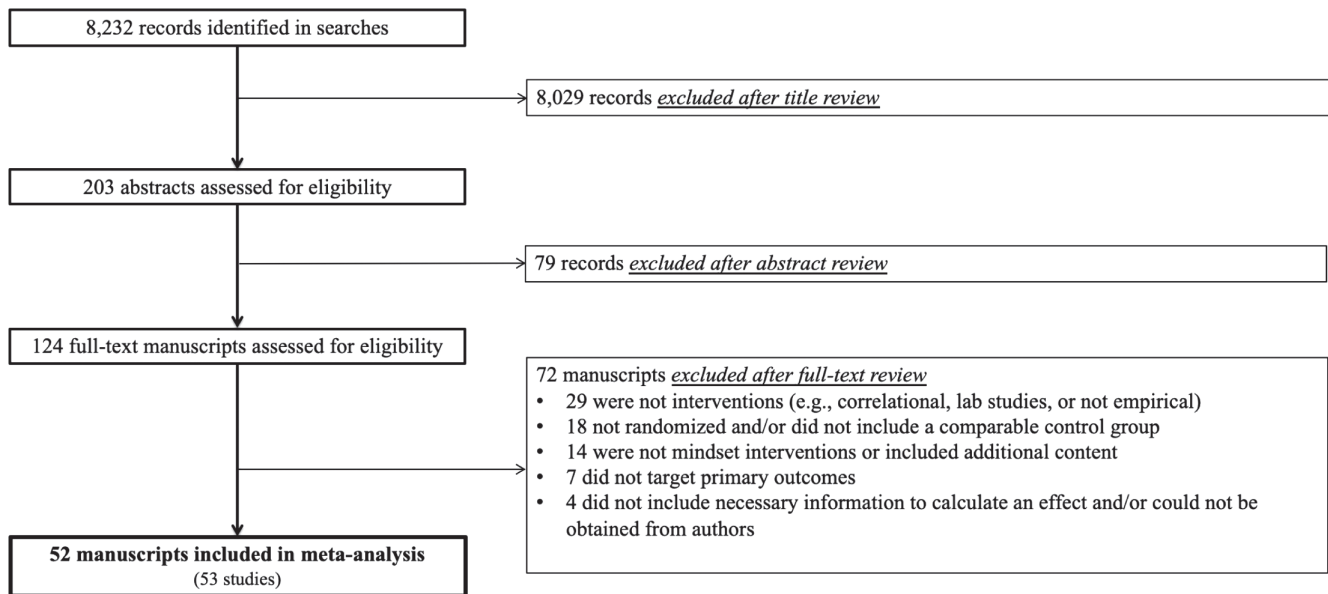 8,232 records identified in searches
8,029 records excluded after title review
203 abstracts assessed for eligibility
79 records excluded after abstract review
124 full-text manuscripts assessed for eligibility
72 manuscripts excluded after full-text review
• 29 were not interventions (e.g., correlational, lab studies, or not empirical)
• 18 not randomized and/or did not include a comparable control group
• 14 were not mindset interventions or included additional content
• 7 did not target primary outcomes
• 4 did not include necessary information to calculate an effect and/or could not be
obtained from authors
52 manuscripts included in meta-analysis
(53 studies)